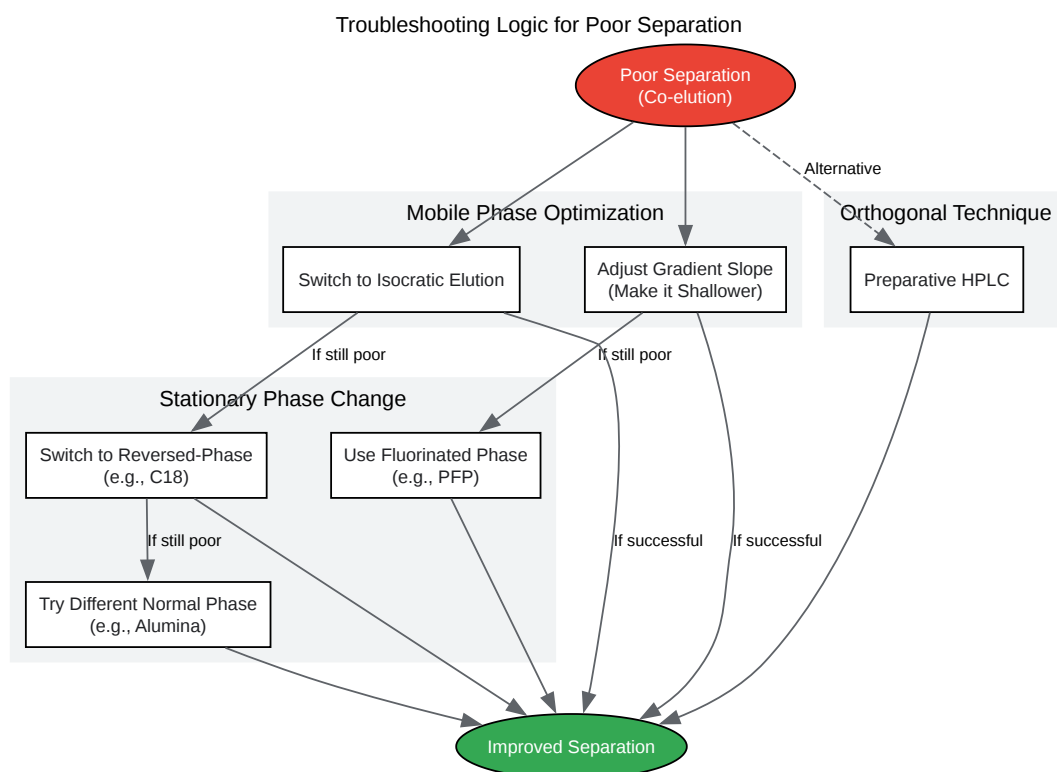 Troubleshooting Logic for Poor Separation
Poor Separation
(Co-elution)
Alternative
Mobile Phase Optimization
Orthogonal Technique
Switch to Isocratic Elution
Adjust Gradient Slope
(Make it Shallower)
Preparative HPLC
If still poor
If still poor
Stationary Phase Change
Switch to Reversed-Phase
(e.g., C18)
Use Fluorinated Phase
(e.g., PFP)
If still poor
If successful
If successful
Try Different Normal Phase
(e.g., Alumina)
Improved Separation